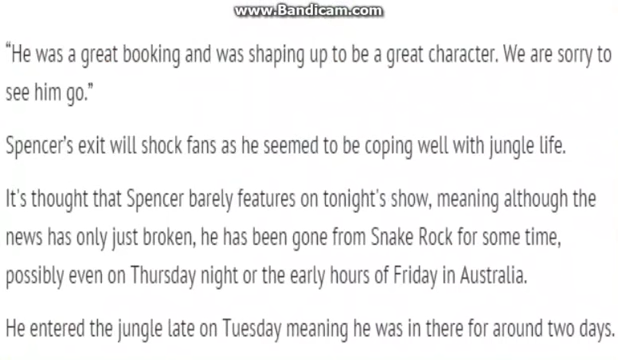 www.Bandicam.com
“He was a great booking and was shaping up to be a great character. We are sorry to
see him go.”
Spencer's exit will shock fans as he seemed to be coping well with jungle life.
It's thought that Spencer barely features on tonight's show, meaning although the
news has only just broken, he has been gone from Snake Rock for some time,
possibly even on Thursday night or the early hours of Friday in Australia.
He entered the jungle late on Tuesday meaning he was in there for around two days.